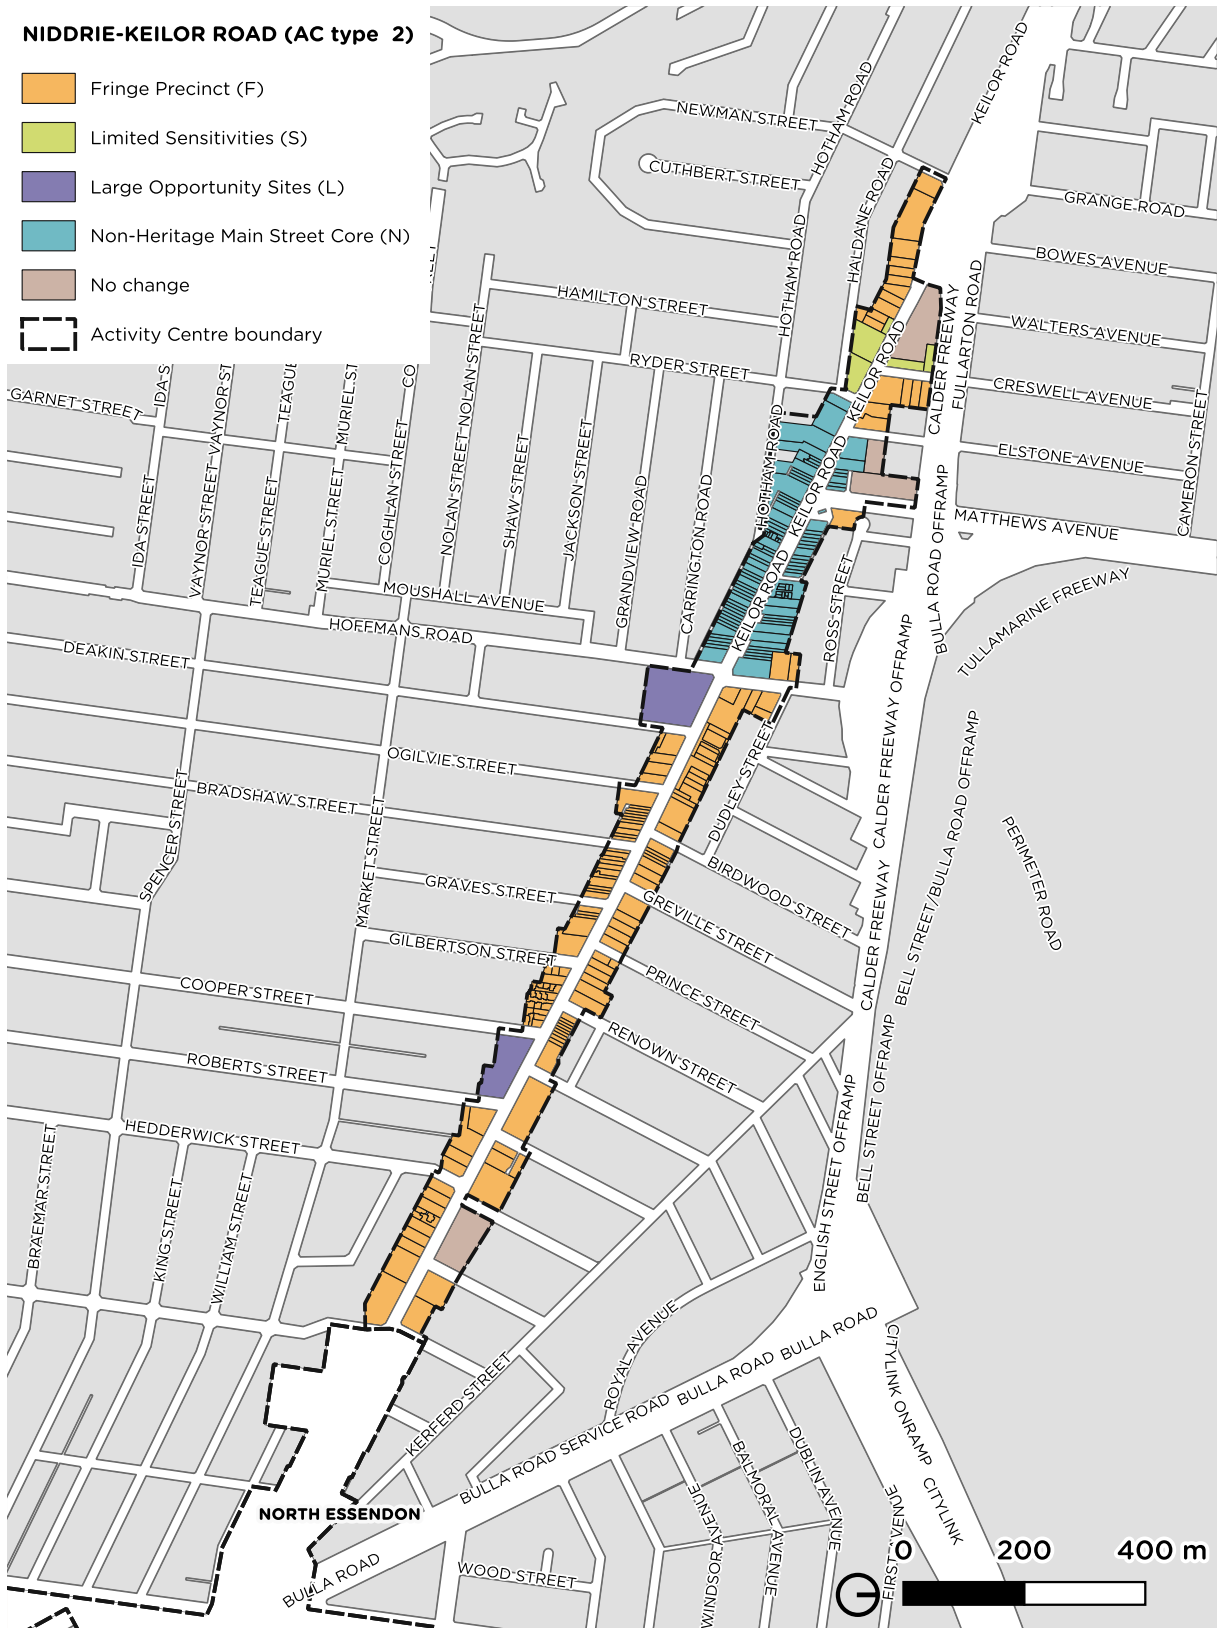 NIDDRIE-KEILOR ROAD (AC type 2)
Fringe Precinct (F)
Limited Sensitivities (S)
Large Opportunity Sites (L)
Non-Heritage Main Street Core (N)
No change
Activity Centre boundary
KEILOR ROAD
NEWMAN STREET
HOTHAM ROAD
CUTHBERT STREET
HALDANE ROAD
GRANGE ROAD
HOTHAM ROAD
BOWES AVENUE
HAMILTON STREET
CALDER FREEWAY
FULLARTON ROAD
WALTERS AVENUE
NOLAN STREET
KEILOR ROAD
RYDER STREET
CRESWELL AVENUE
GARNET STREET
IDA S
VAYNOR ST
TEAGUE
MURIEL ST
CO
HOTHAM ROAD
KEILOR ROAD
ELSTONE AVENUE
CAMERON STREET
IDA STREET
VAYNOR STREET
TEAGUE STREET
MURIEL STREET
COGHLAN STREET
NOLAN STREET
SHAW STREET
JACKSON STREET
GRANDVIEW ROAD
CARRINGTON ROAD
BULLA ROAD OFFRAMP
MATTHEWS AVENUE
MOUSHALL AVENUE
KEILOR ROAD
ROSS STREET
TULLAMARINE FREEWAY
HOFFMANS ROAD
DEAKIN STREET
CALDER FREEWAY OFFRAMP
OGILVIE STREET
DUDLEY STREET
BRADSHAW STREET
CALDER FREEWAY OFFRAMP
BELL STREET/BULLA ROAD OFFRAMP
PERIMETER ROAD
SPENCER STREET
MARKET STREET
BIRDWOOD STREET
GRAVES STREET
GREVILLE STREET
CALDER FREEWAY
GILBERTSON STREET
PRINCE STREET
COOPER STREET
RENOWN STREET
BELL STREET OFFRAMP
ROBERTS STREET
ENGLISH STREET OFFRAMP
HEDDERWICK STREET
BRAEMAR STREET
KING STREET
WILLIAM STREET
ROYAL AVENUE
BULLA ROAD
BULLA ROAD
KERFERD STREET
BULLA ROAD SERVICE ROAD
CITYLINK ONRAMP
CITYLINK
NORTH ESSENDON
WINDSOR AVENUE
BALMORAL AVENUE
DUBLIN AVENUE
FIRST AVENUE
BULLA ROAD
WOOD STREET
0 200 400 m